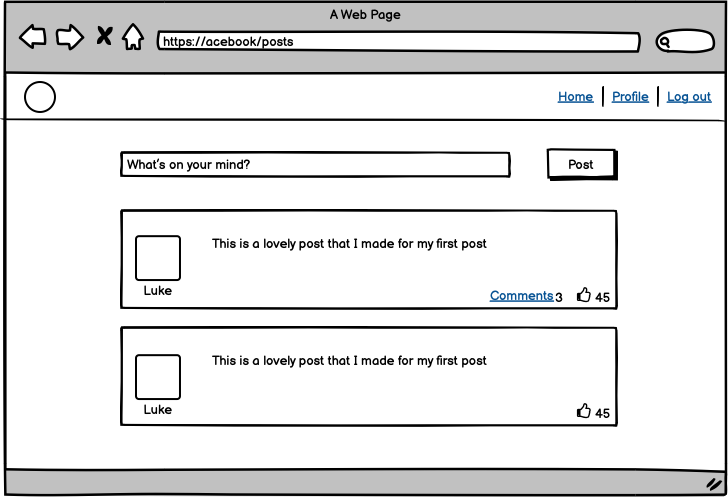 A Web Page
https://acebook/posts
Home Profile Log out
What's on your mind? Post
This is a lovely post that I made for my first post
Luke
Comments 3 45
This is a lovely post that I made for my first post
Luke
45